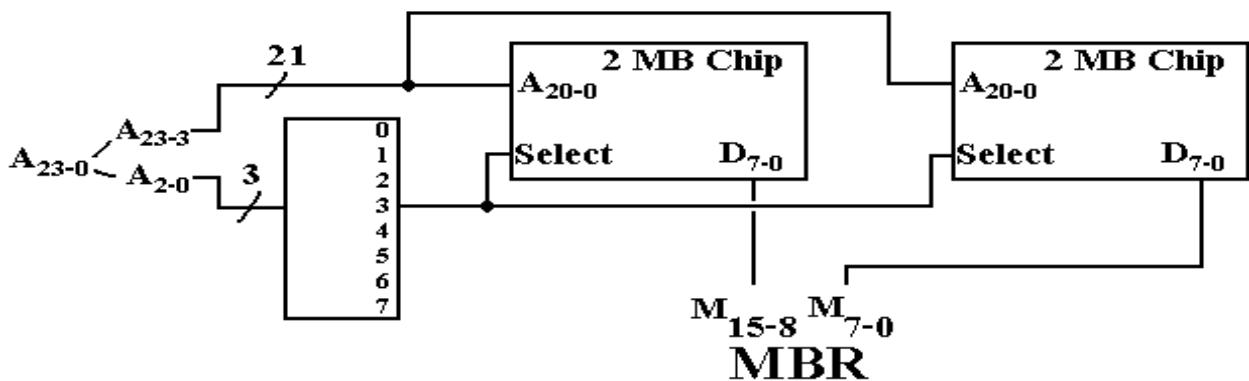 21
2 MB Chip
2 MB Chip
A20-0
A20-0
A23-3
A23-0
A2-0
3
0
1
2
3
4
5
6
7
Select
D7-0
Select
D7-0
M15-8 M7-0
MBR